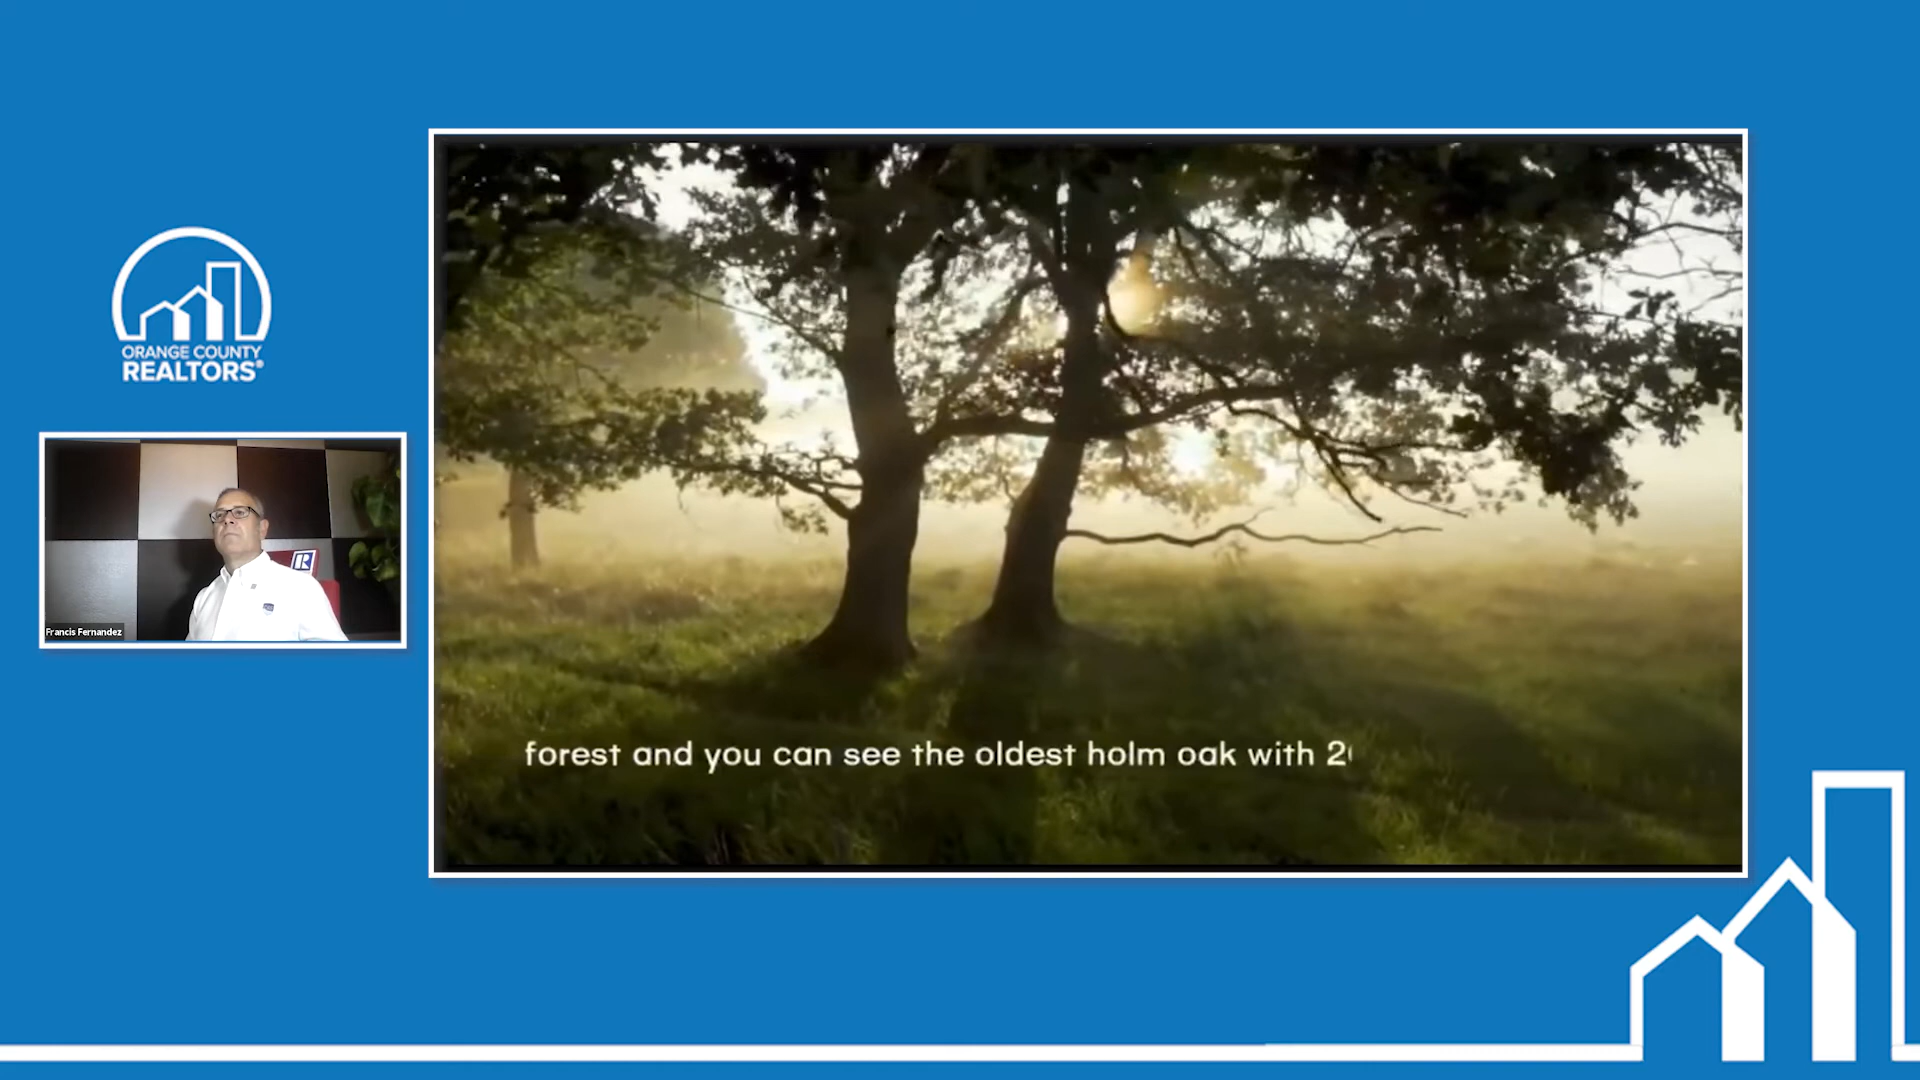 ORANGE COUNTY
REALTORS®
R
Francis Fernandez
forest and you can see the oldest holm oak with